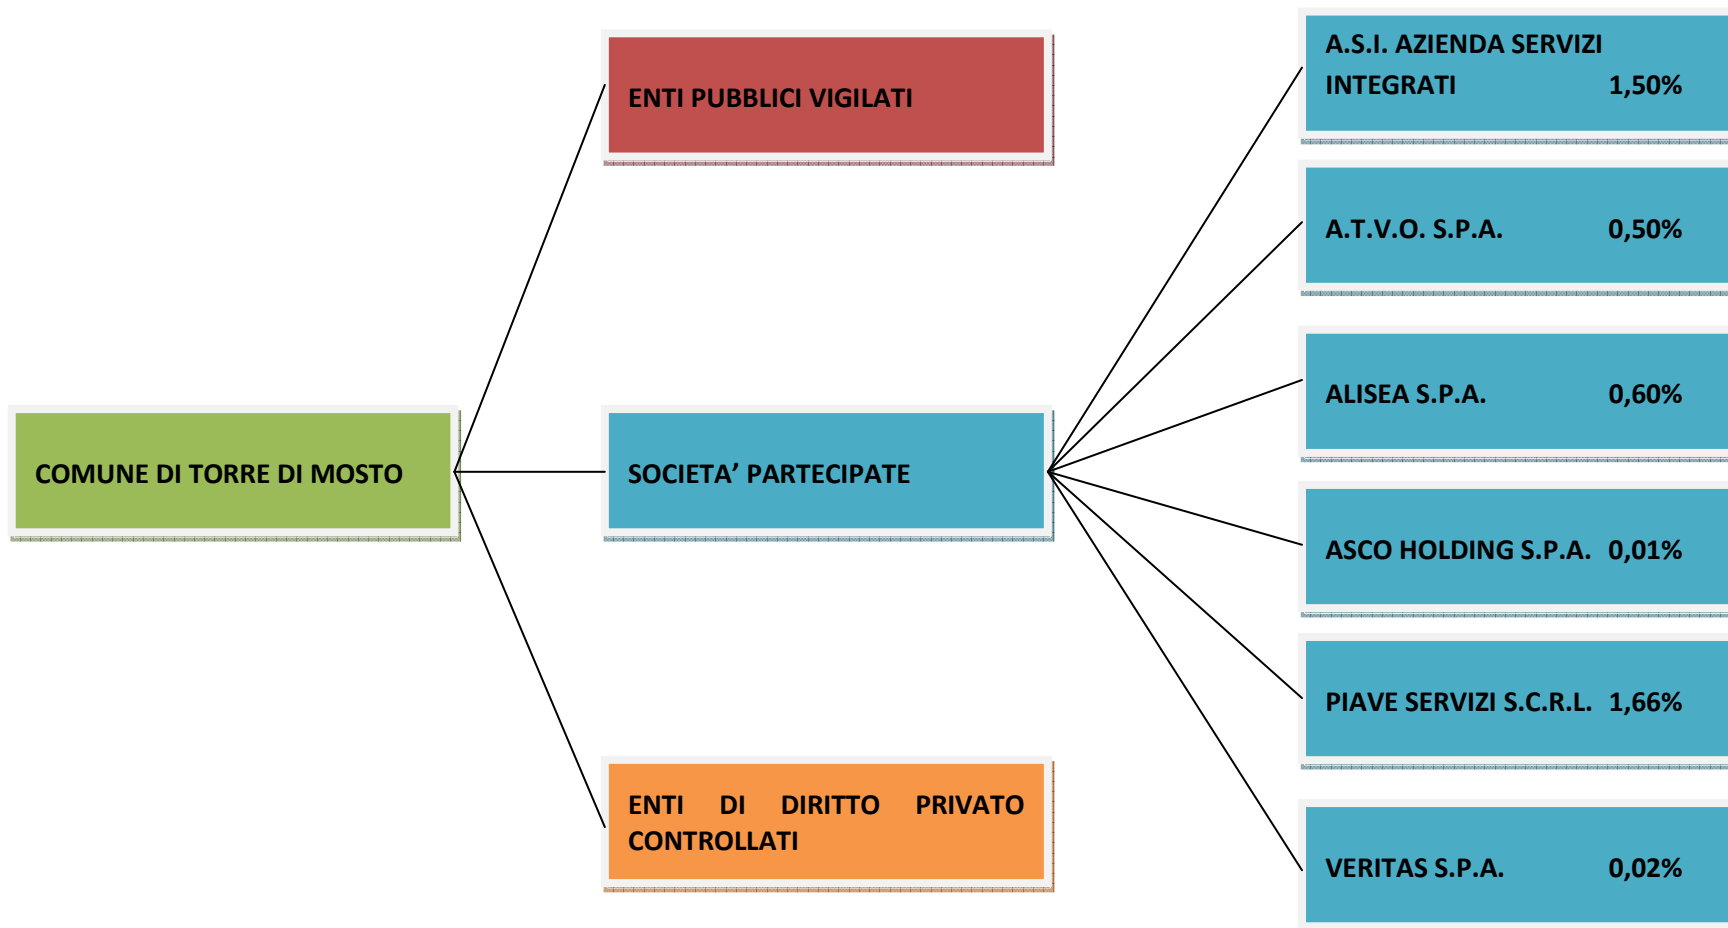 COMUNE DI TORRE DI MOSTO
ENTI PUBBLICI VIGILATI
SOCIETA’ PARTECIPATE
ENTI DI DIRITTO PRIVATO
CONTROLLATI
A.S.I. AZIENDA SERVIZI
INTEGRATI 1,50%
A.T.V.O. S.P.A. 0,50%
ALISEA S.P.A. 0,60%
ASCO HOLDING S.P.A. 0,01%
PIAVE SERVIZI S.C.R.L. 1,66%
VERITAS S.P.A. 0,02%